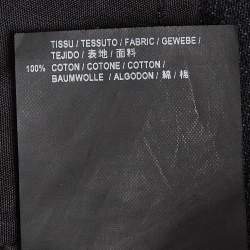 TISSU / TESSUTO / FABRIC / GEWEBE /
TEJIDO / 表地 / 面料
100% COTON / COTONE / COTTON /
BAUMWOLLE / ALGODON / 綿 / 棉